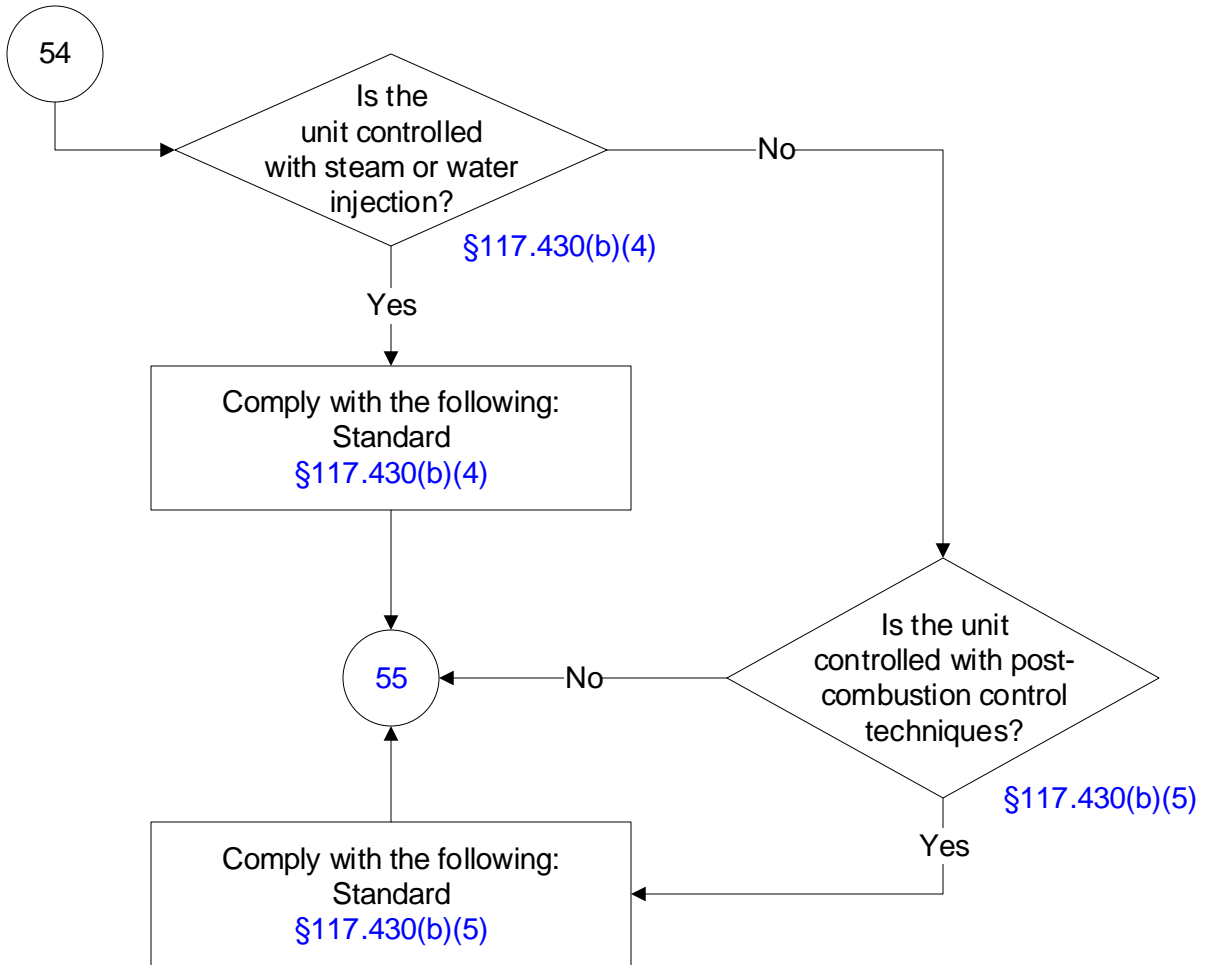 54
Is the
unit controlled
with steam or water
injection?
No
§117.430(b)(4)
Yes
Comply with the following:
Standard
§117.430(b)(4)
Is the unit
controlled with post-
combustion control
techniques?
55
No
§117.430(b)(5)
Yes
Comply with the following:
Standard
§117.430(b)(5)